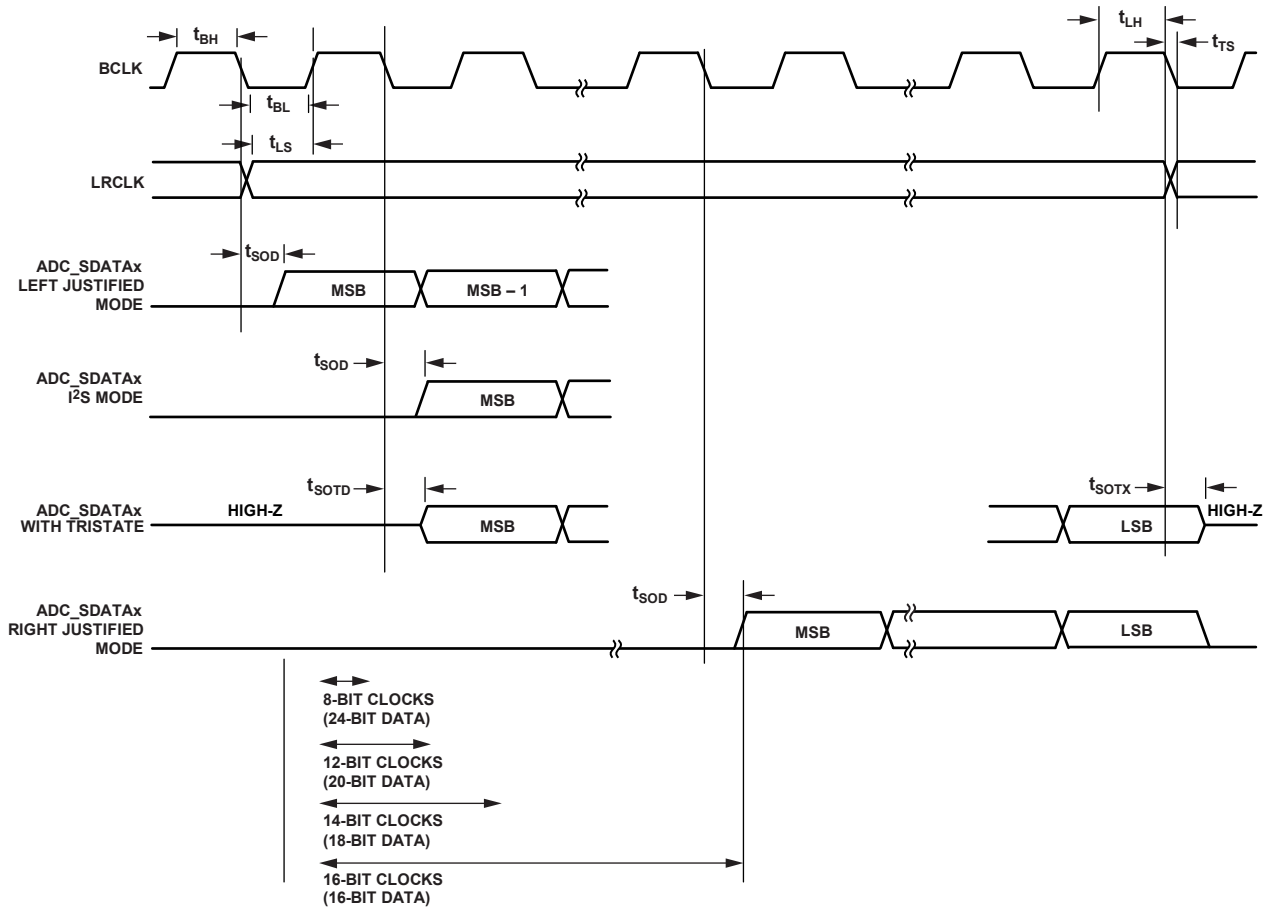 tBH
tLH
tTS
BCLK
tBL
tLS
LRCLK
tSOD
ADC_SDATAx
LEFT JUSTIFIED
MODE
MSB
MSB – 1
tSOD
ADC_SDATAx
I2S MODE
MSB
tSOTD
tSOTX
ADC_SDATAx
WITH TRISTATE
HIGH-Z
MSB
LSB
HIGH-Z
tSOD
ADC_SDATAx
RIGHT JUSTIFIED
MODE
MSB
LSB
8-BIT CLOCKS
(24-BIT DATA)
12-BIT CLOCKS
(20-BIT DATA)
14-BIT CLOCKS
(18-BIT DATA)
16-BIT CLOCKS
(16-BIT DATA)